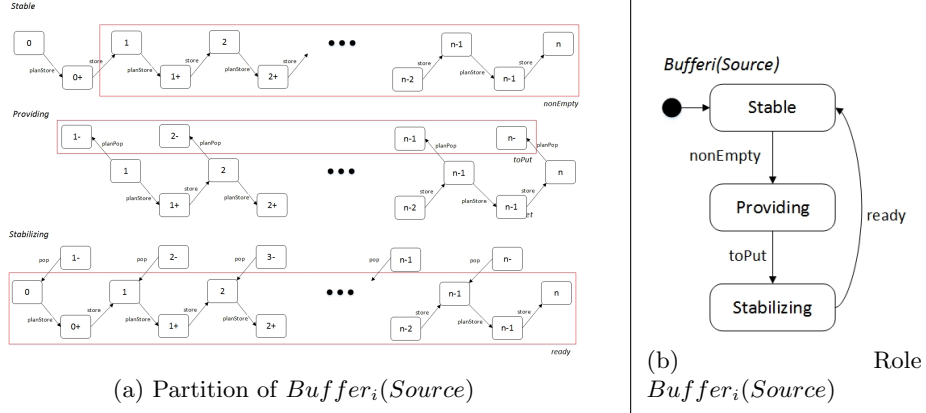 Stable
0
1
2
n-1
n
planStore
store
planStore
store
planStore
store
store
planStore
store
0+
1+
2+
n-2
n-1
nonEmpty
Providing
1-
2-
n-1
n-
planPop
planPop
planPop
planPop
toPut
1
2
n-1
n
planStore
store
planStore
store
planStore
store
1+
2+
n-2
n-1
et
Stabilizing
pop
1-
pop
2-
pop
3-
pop
n-1
pop
n-
0
1
2
n-1
n
planStore
store
planStore
store
planStore
store
planStore
store
0+
1+
2+
n-2
n-1
ready
(a) Partition of Buffer_i(Source)
Bufferi(Source)
Stable
nonEmpty
Providing
ready
toPut
Stabilizing
(b) Role
Buffer_i(Source)